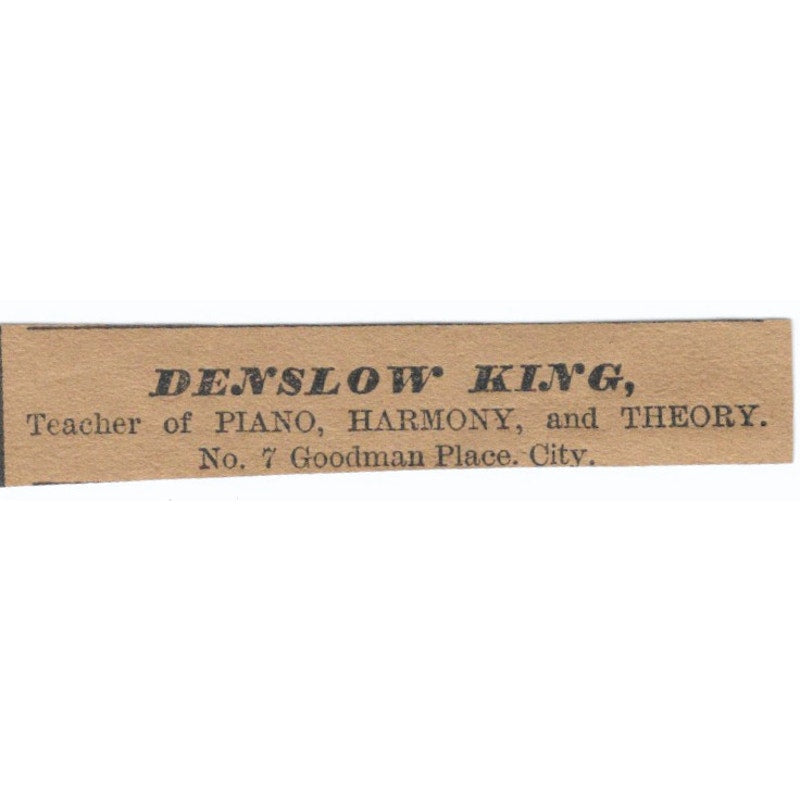 DENSLOW KING,
Teacher of PIANO, HARMONY, and THEORY.
No. 7 Goodman Place. City.